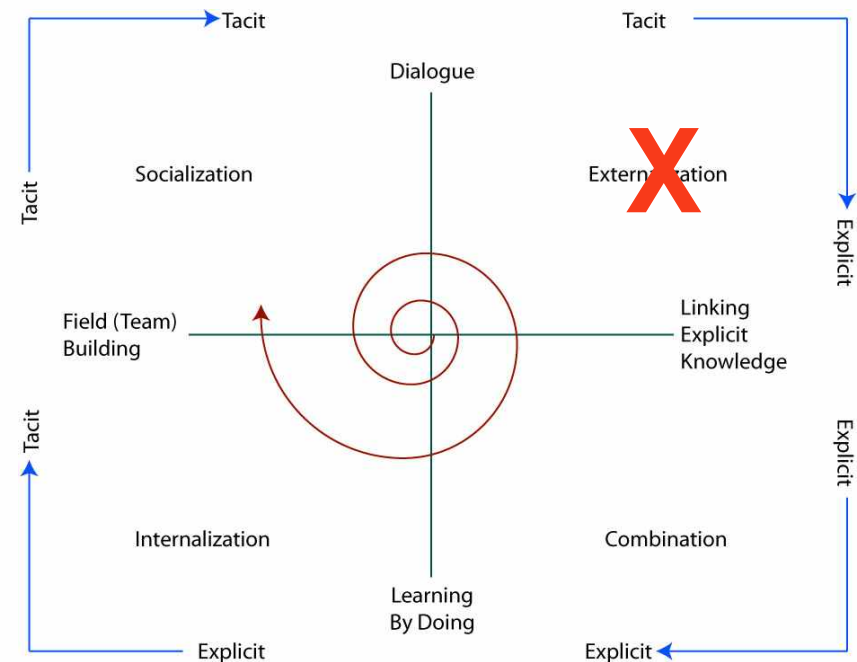 Tacit
Tacit
Dialogue
Socialization
Externalization
X
Tacit
Explicit
Field (Team)
Building
Linking
Explicit
Knowledge
Tacit
Explicit
Internalization
Combination
Learning
By Doing
Explicit
Explicit